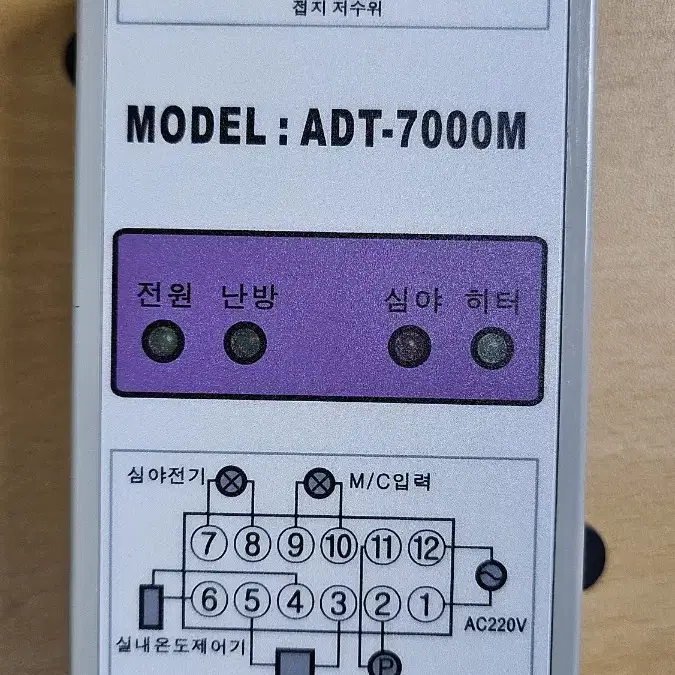 접지 저수위
MODEL : ADT-7000M
전원 난방 심야 히터
심야전기 M/C입력
7 8 9 10 11 12
6 5 4 3 2 1
AC220V
실내온도제어기
P